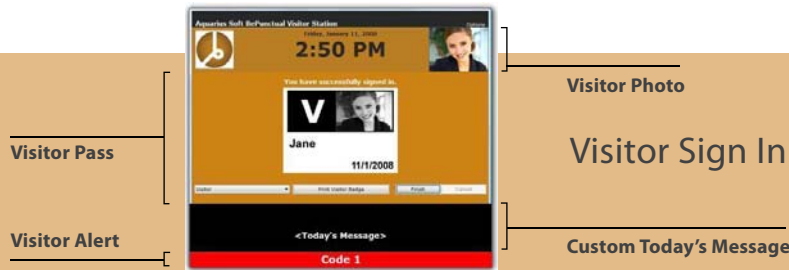 Aquarius Soft BePunctual Visitor Station
Options
Friday, January 11, 2008
2:50 PM
You have successfully signed in.
V
Jane
11/1/2008
Visitor
Print Visitor Badge
Finish
Cancel
<Today's Message>
Code 1
Visitor Pass
Visitor Alert
Visitor Photo
Visitor Sign In
Custom Today's Message